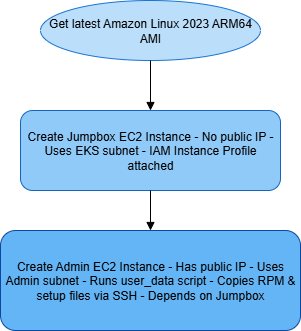 Get latest Amazon Linux 2023 ARM64
AMI
Create Jumpbox EC2 Instance - No public IP -
Uses EKS subnet - IAM Instance Profile
attached
Create Admin EC2 Instance - Has public IP - Uses
Admin subnet - Runs user_data script - Copies RPM &
setup files via SSH - Depends on Jumpbox